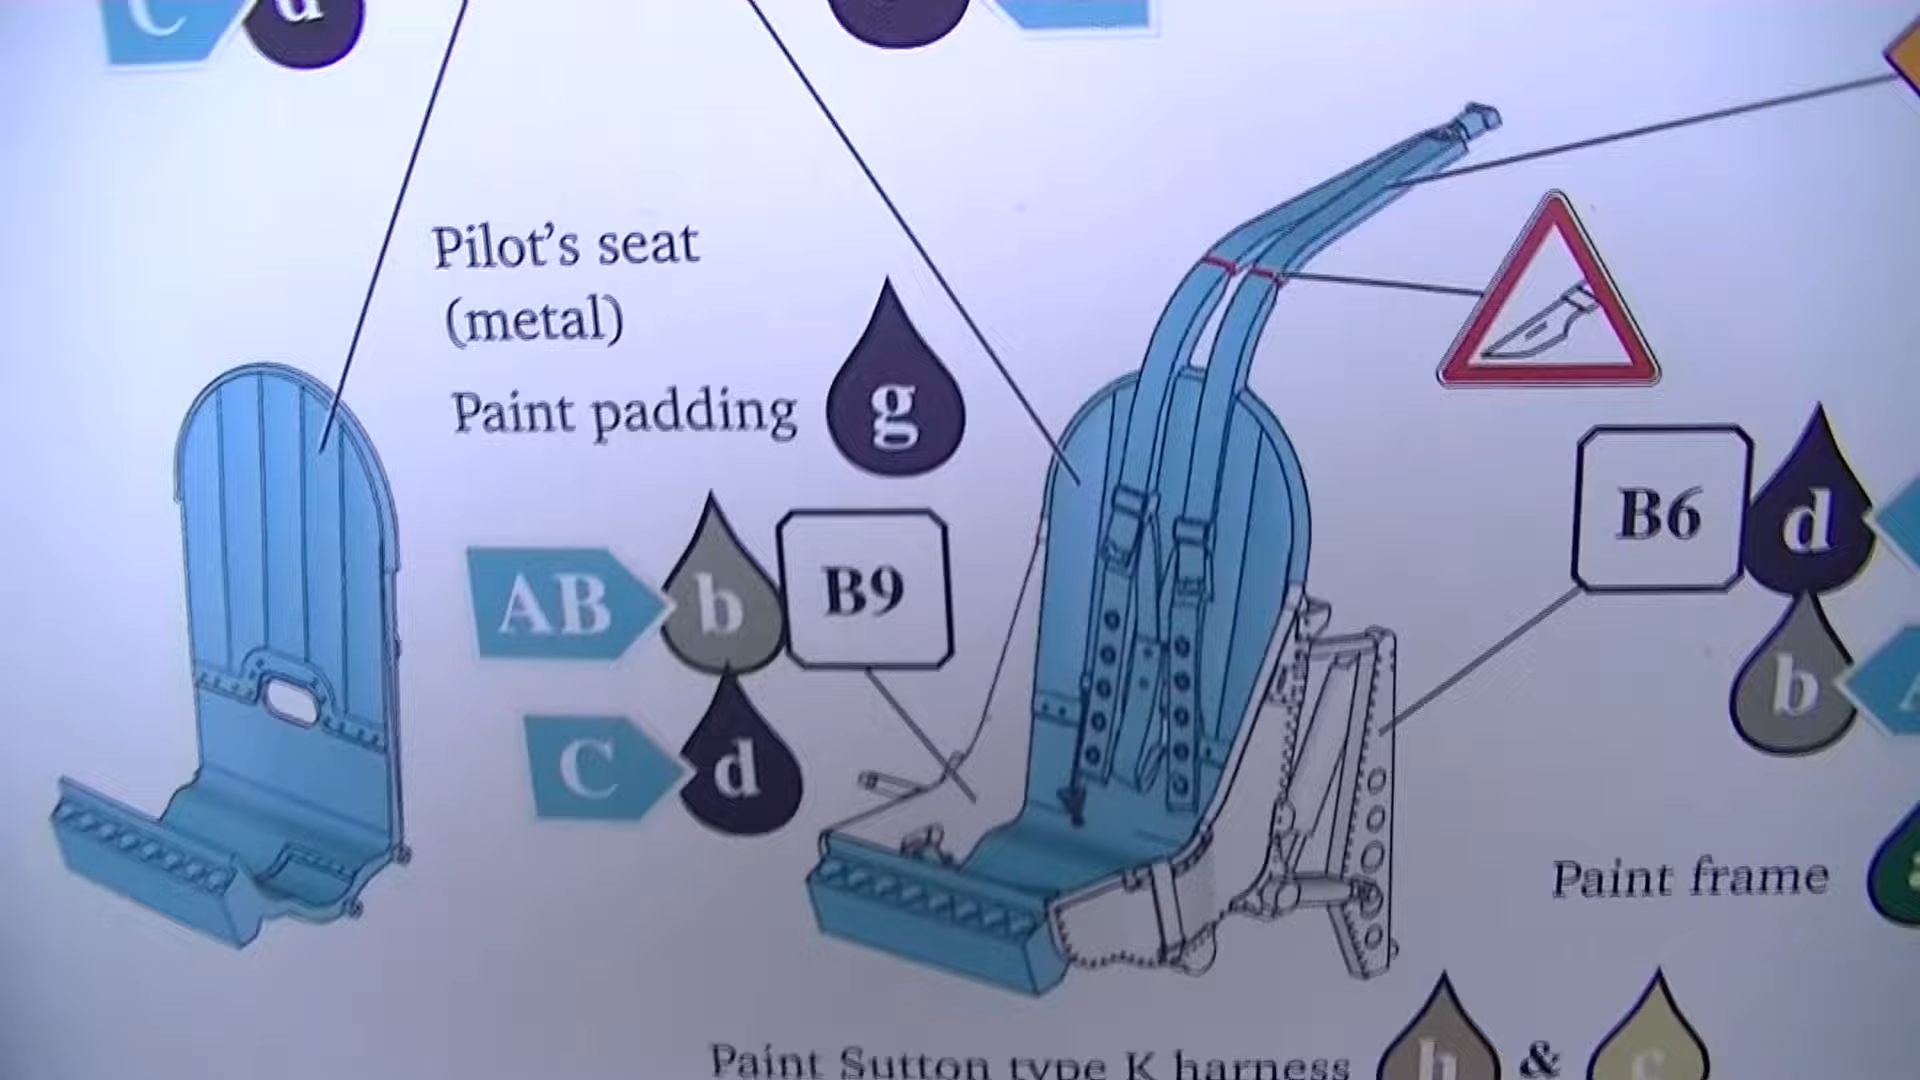 C d
Pilot's seat
(metal)
Paint padding g
AB b B9
C d
B6 d
b
Paint frame
Paint Sutton type K harness h & c